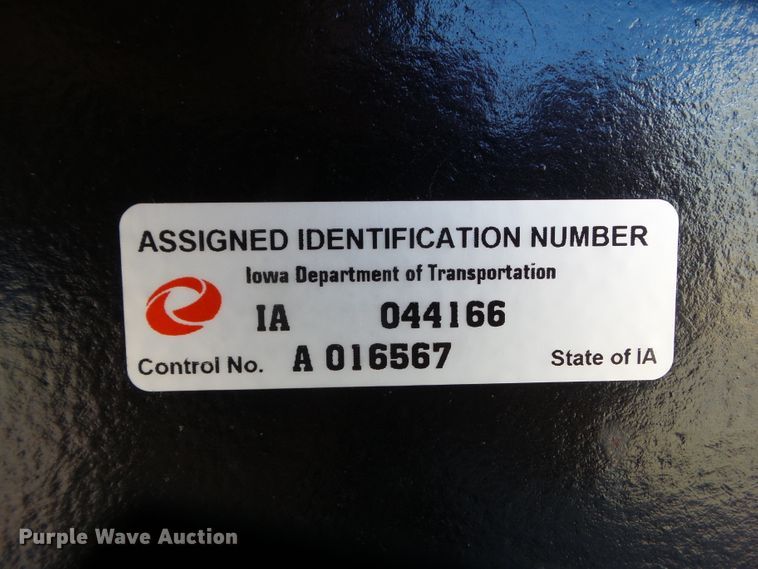 ASSIGNED IDENTIFICATION NUMBER
Iowa Department of Transportation
IA 044166
Control No. A 016567 State of IA
Purple Wave Auction